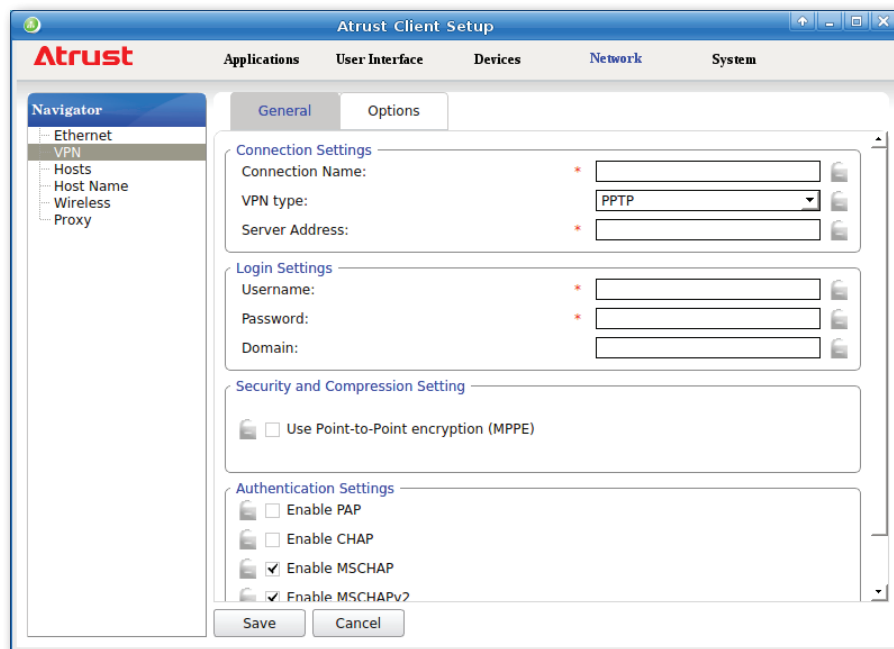 Atrust Client Setup
Atrust
Applications User Interface Devices Network System
Navigator
Ethernet
VPN
Hosts
Host Name
Wireless
Proxy
General Options
Connection Settings
Connection Name: *
VPN type: PPTP
Server Address: *
Login Settings
Username: *
Password: *
Domain:
Security and Compression Setting
Use Point-to-Point encryption (MPPE)
Authentication Settings
Enable PAP
Enable CHAP
Enable MSCHAP
Enable MSCHAPv2
Save Cancel